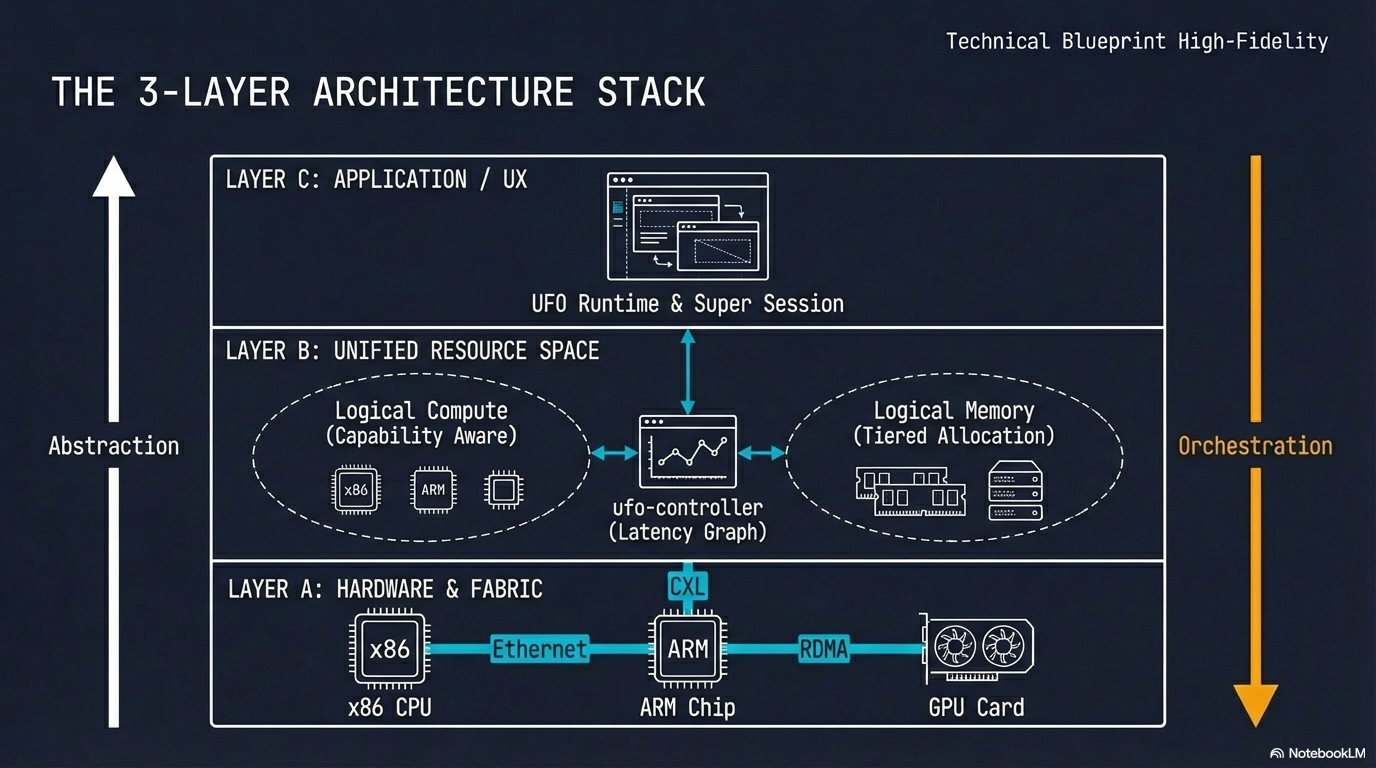 Technical Blueprint High-Fidelity
THE 3-LAYER ARCHITECTURE STACK
LAYER C: APPLICATION / UX
UFO Runtime & Super Session
Abstraction
Orchestration
LAYER B: UNIFIED RESOURCE SPACE
Logical Compute
(Capability Aware)
x86
ARM
ufo-controller
(Latency Graph)
Logical Memory
(Tiered Allocation)
LAYER A: HARDWARE & FABRIC
CXL
x86
Ethernet
ARM
RDMA
x86 CPU
ARM Chip
GPU Card
NotebookLM